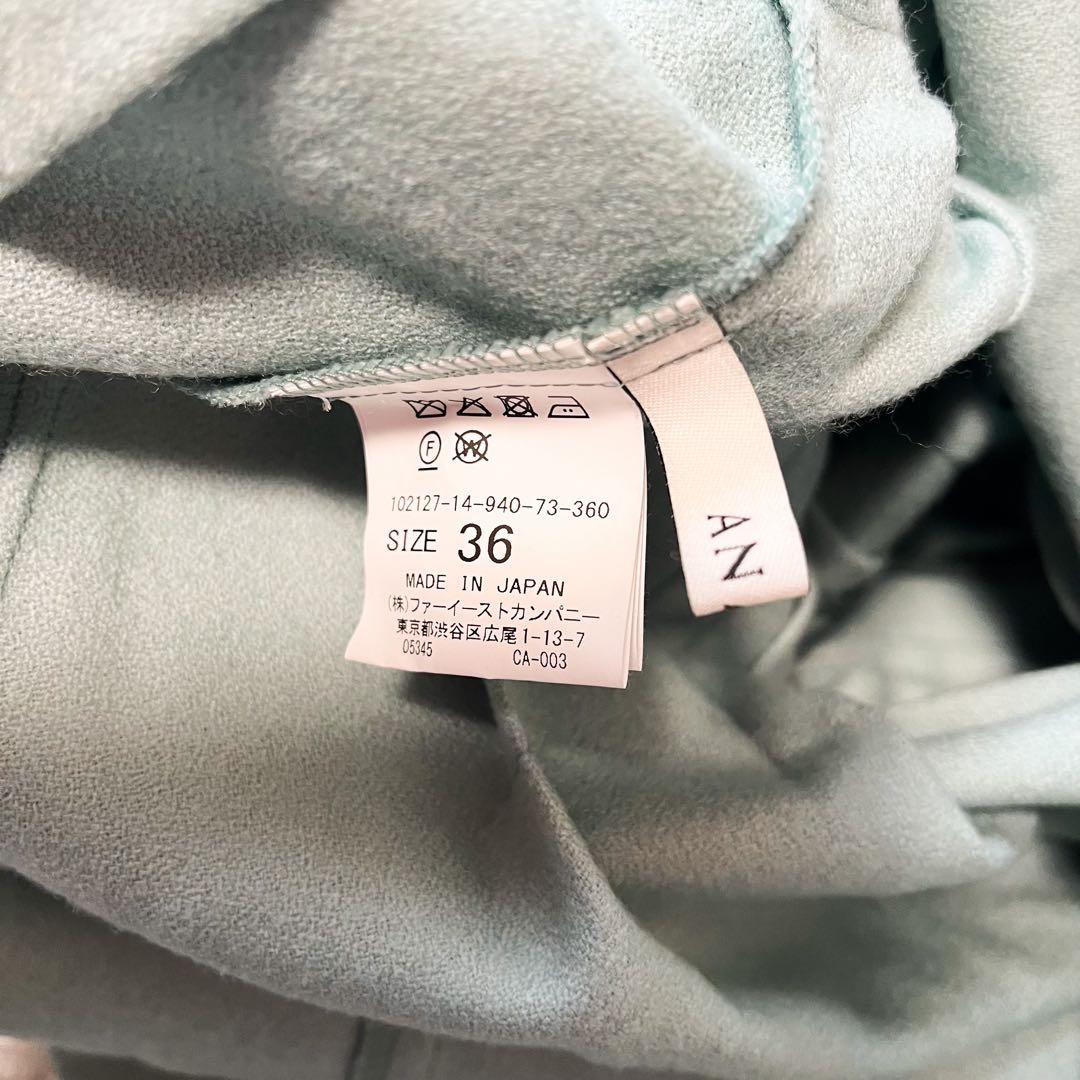 F W
102127-14-940-73-360
SIZE 36
MADE IN JAPAN
(株)ファーイーストカンパニー
東京都渋谷区広尾1-13-7
05345 CA-003
AN